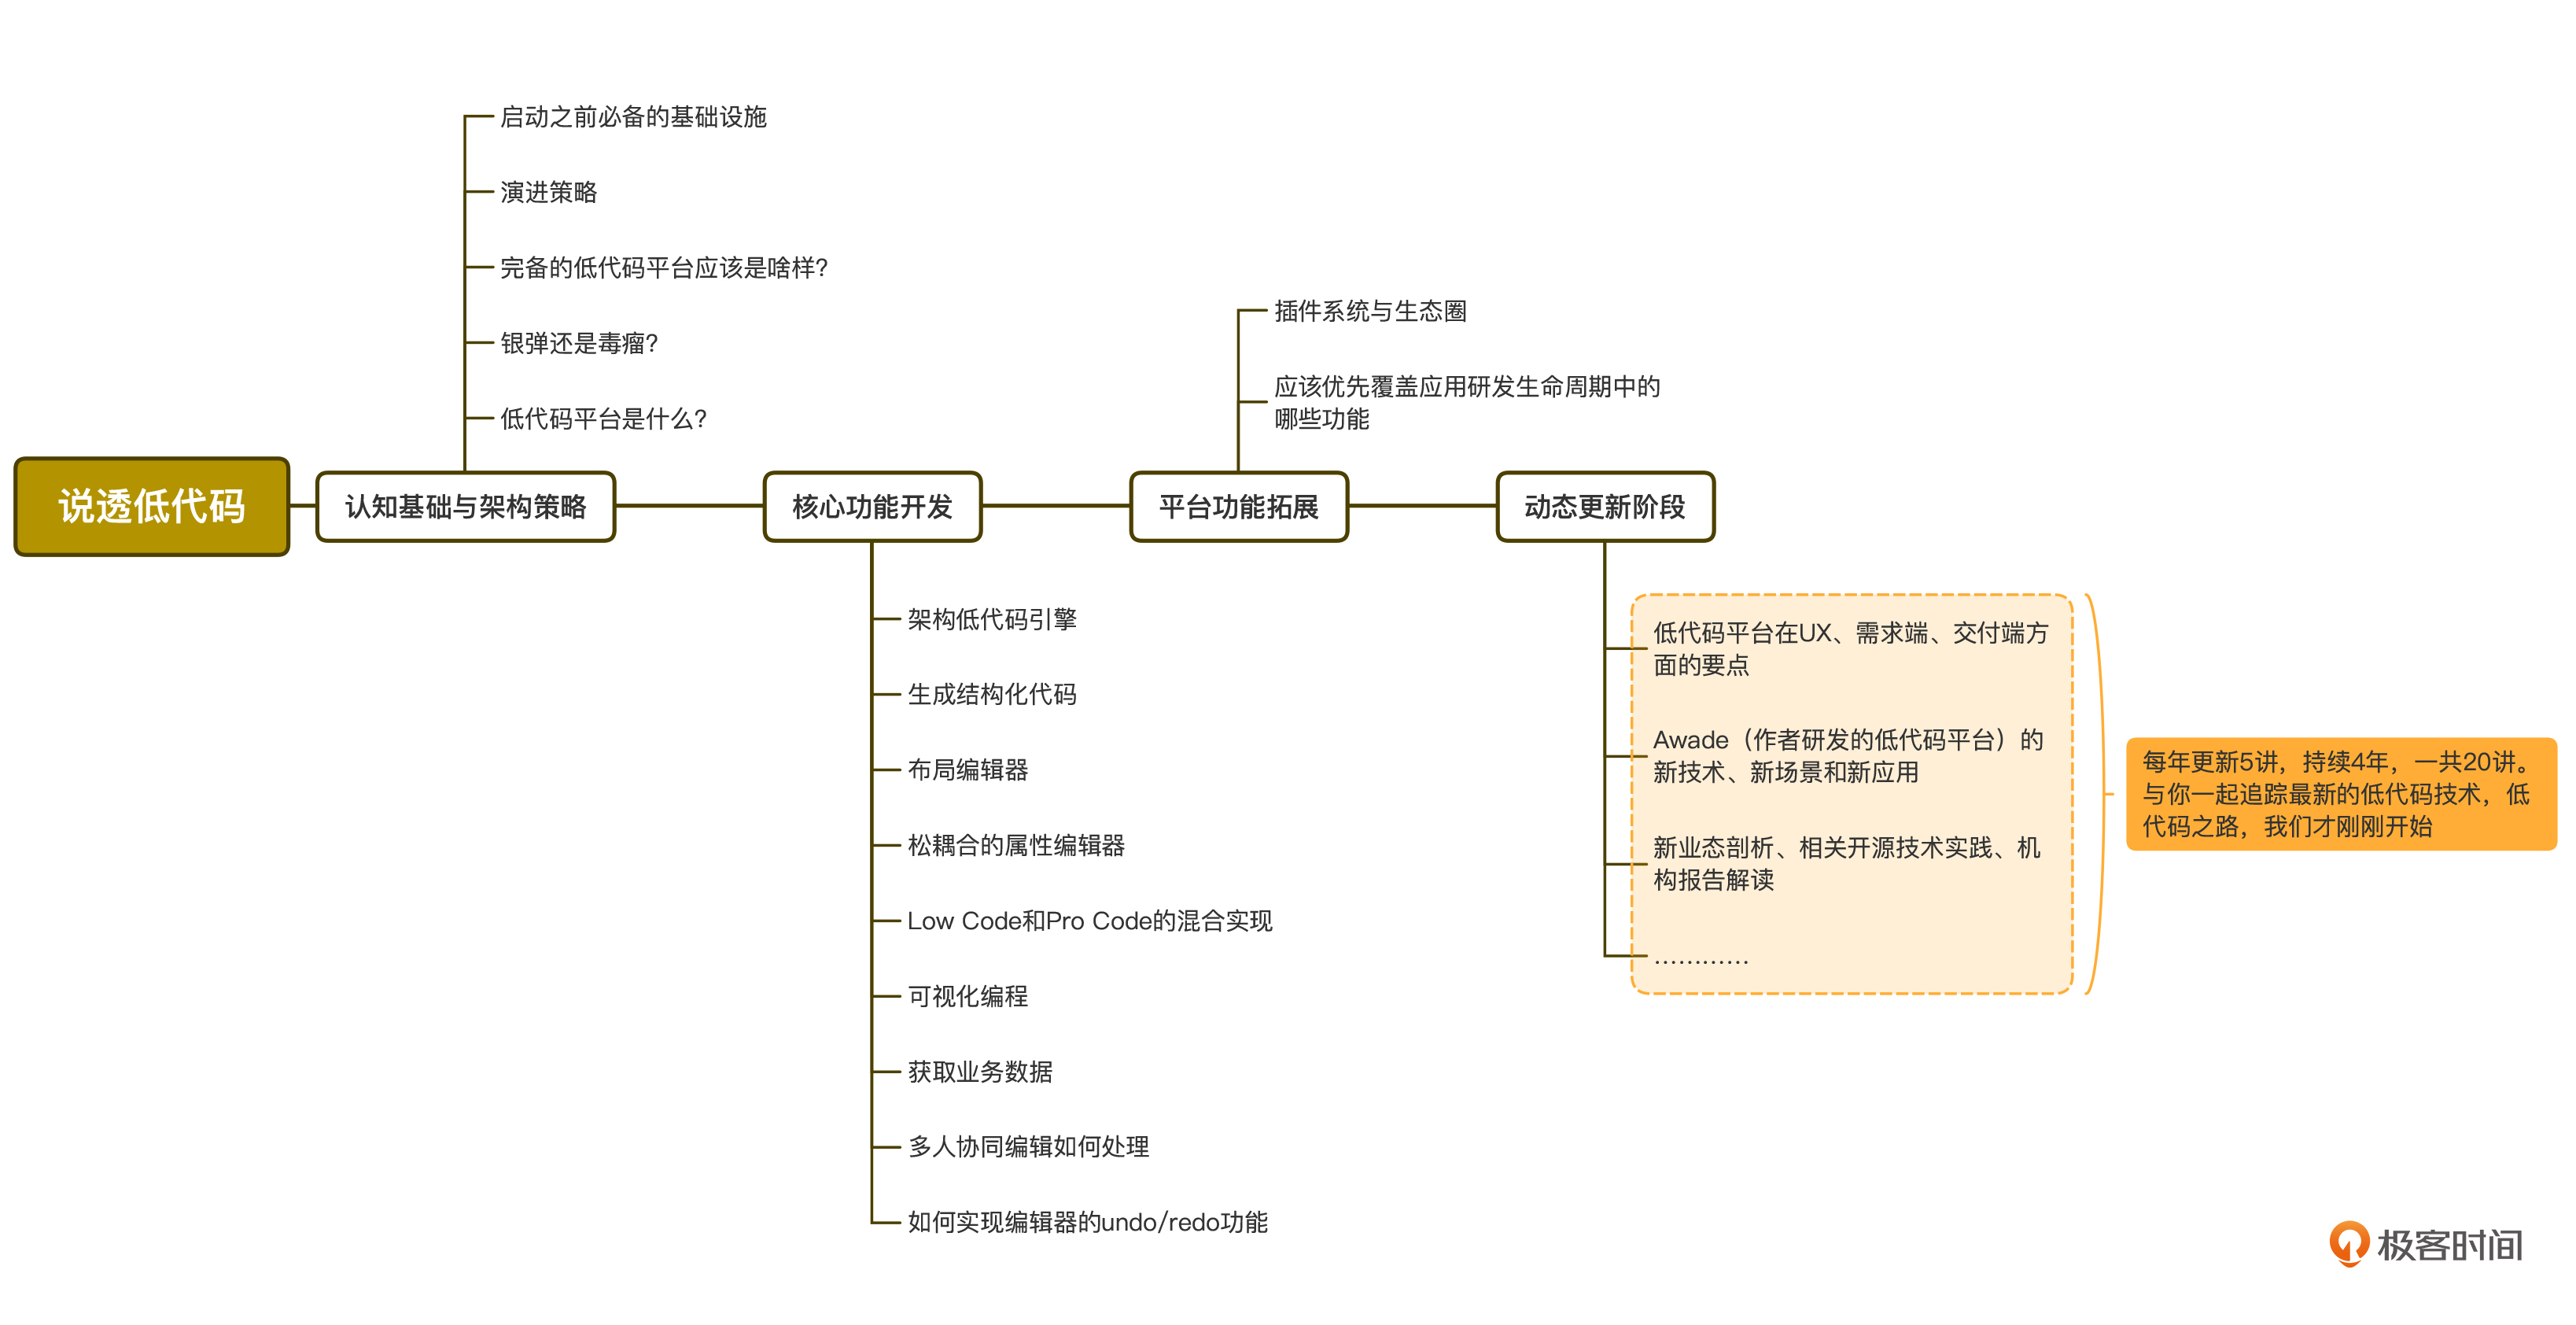 说透低代码
认知基础与架构策略
启动之前必备的基础设施
演进策略
完备的低代码平台应该是啥样?
银弹还是毒瘤?
低代码平台是什么?
核心功能开发
架构低代码引擎
生成结构化代码
布局编辑器
松耦合的属性编辑器
Low Code和Pro Code的混合实现
可视化编程
获取业务数据
多人协同编辑如何处理
如何实现编辑器的undo/redo功能
平台功能拓展
插件系统与生态圈
应该优先覆盖应用研发生命周期中的
哪些功能
动态更新阶段
低代码平台在UX、需求端、交付端方
面的要点
Awade（作者研发的低代码平台）的
新技术、新场景和新应用
新业态剖析、相关开源技术实践、机
构报告解读
…………
每年更新5讲，持续4年，一共20讲。
与你一起追踪最新的低代码技术，低
代码之路，我们才刚刚开始
极客时间